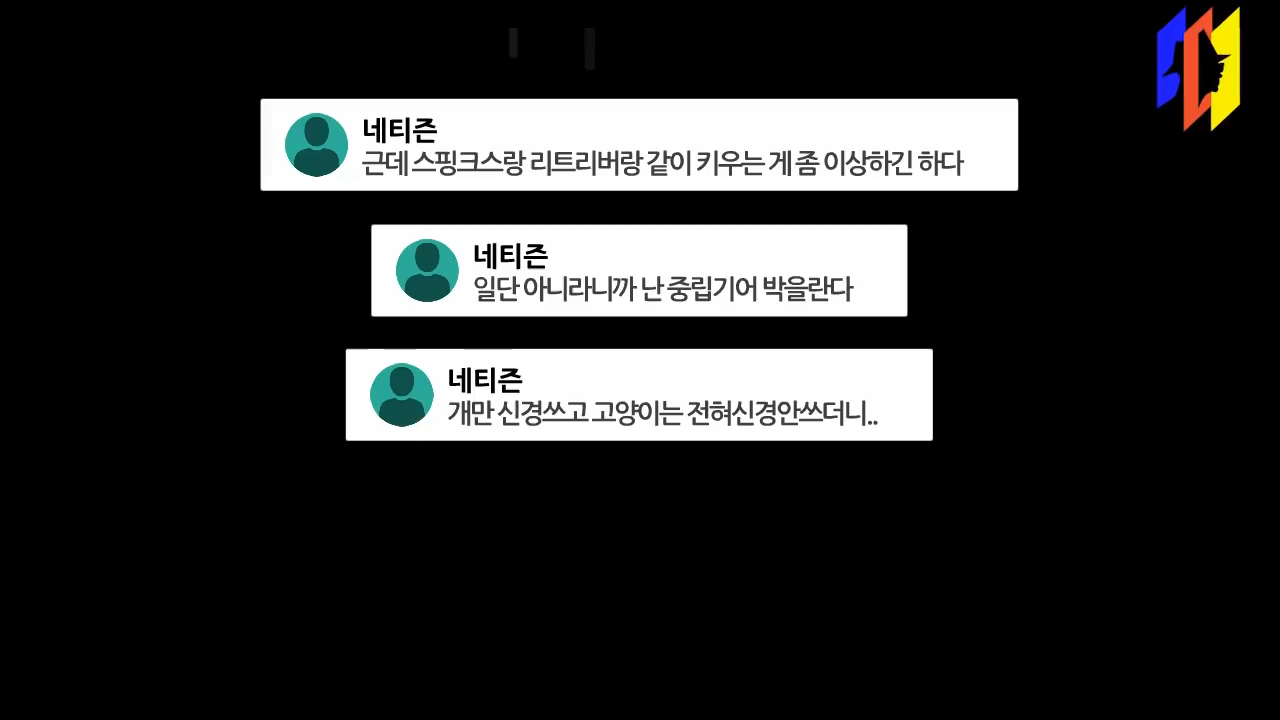 네티즌
근데 스핑크스랑 리트리버랑 같이 키우는 게 좀 이상하긴 하다
네티즌
일단 아니라니까 난 중립기어 박을란다
네티즌
개만 신경쓰고 고양이는 전혀신경안쓰더니..